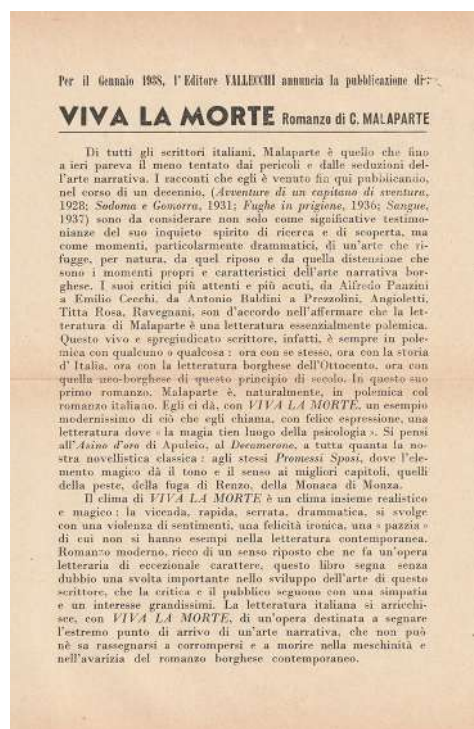 Per il Gennaio 1938, l'Editore VALLECCHI annuncia la pubblicazione di:
VIVA LA MORTE Romanzo di C. MALAPARTE
Di tutti gli scrittori italiani, Malaparte è quello che fino
a ieri pareva il meno tentato dai pericoli e dalle seduzioni del-
l'arte narrativa. I racconti che egli è venuto fin qui pubblicando,
nel corso di un decennio, (Avventure di un capitano di sventura,
1928; Sodoma e Gomorra, 1931; Fughe in prigione, 1936; Sangue,
1937) sono da considerare non solo come significative testimo-
nianze del suo inquieto spirito di ricerca e di scoperta, ma
come momenti, particolarmente drammatici, di un'arte che ri-
fugge, per natura, da quel riposo e da quella distensione che
sono i momenti propri e caratteristici dell'arte narrativa bor-
ghese. I suoi critici più attenti e più acuti, da Alfredo Panzini
a Emilio Cecchi, da Antonio Baldini a Prezzolini, Angioletti,
Titta Rosa, Ravegnani, son d'accordo nell'affermare che la let-
teratura di Malaparte è una letteratura essenzialmente polemica.
Questo vivo e spregiudicato scrittore, infatti, è sempre in pole-
mica con qualcuno o qualcosa : ora con se stesso, ora con la storia
d'Italia, ora con la letteratura borghese dell'Ottocento, ora con
quella neo-borghese di questo principio di secolo. In questo suo
primo romanzo, Malaparte è, naturalmente, in polemica col
romanzo italiano. Egli ci dà, con VIVA LA MORTE, un esempio
modernissimo di ciò che egli chiama, con felice espressione, una
letteratura dove « la magia tien luogo della psicologia ». Si pensi
all'Asino d'oro di Apuleio, al Decamerone, a tutta quanta la no-
stra novellistica classica : agli stessi Promessi Sposi, dove l'ele-
mento magico dà il tono e il senso ai migliori capitoli, quelli
della peste, della fuga di Renzo, della Monaca di Monza.
Il clima di VIVA LA MORTE è un clima insieme realistico
e magico : la vicenda, rapida, serrata, drammatica, si svolge
con una violenza di sentimenti, una felicità ironica, una « pazzia »
di cui non si hanno esempi nella letteratura contemporanea.
Romanzo moderno, ricco di un senso riposto che ne fa un'opera
letteraria di eccezionale carattere, questo libro segna senza
dubbio una svolta importante nello sviluppo dell'arte di questo
scrittore, che la critica e il pubblico seguono con una simpatia
e un interesse grandissimi. La letteratura italiana si arricchi-
sce, con VIVA LA MORTE, di un'opera destinata a segnare
l'estremo punto di arrivo di un'arte narrativa, che non può
nè sa rassegnarsi a corrompersi e a morire nella meschinità e
nell'avarizia del romanzo borghese contemporaneo.